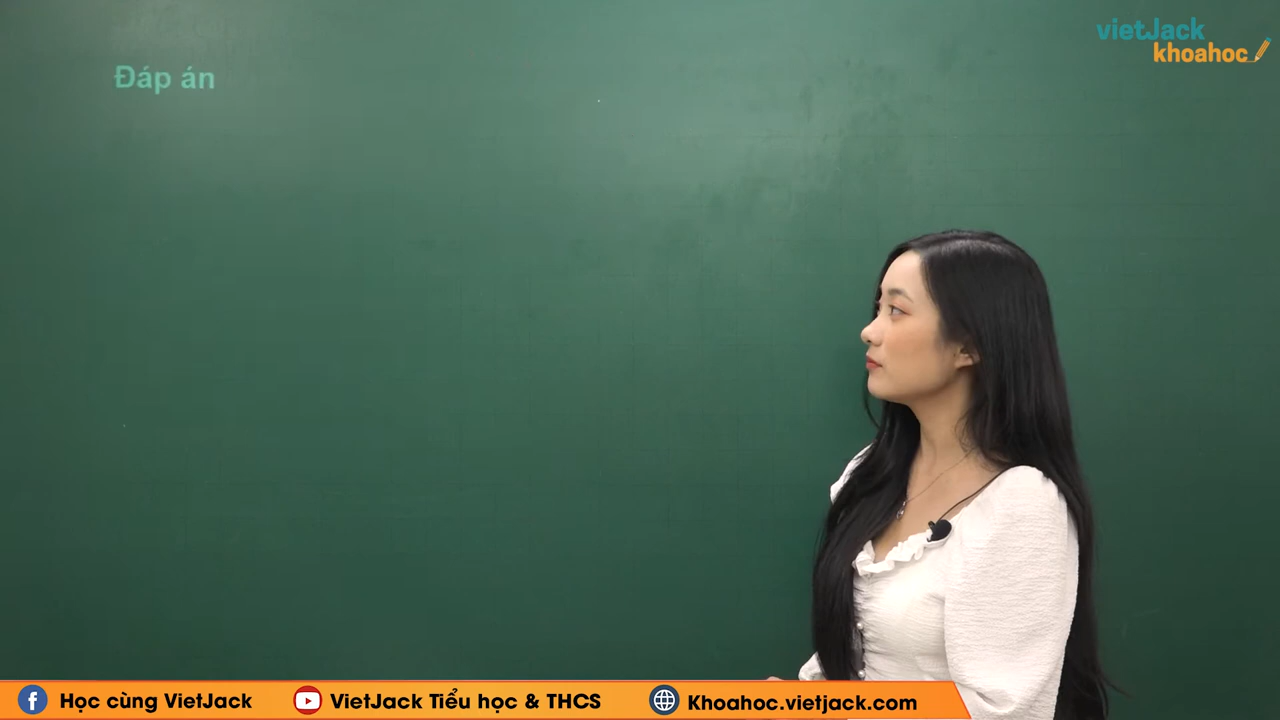 vietJack
khoahoc
Đáp án
Học cùng VietJack
VietJack Tiểu học & THCS
Khoahoc.vietjack.com